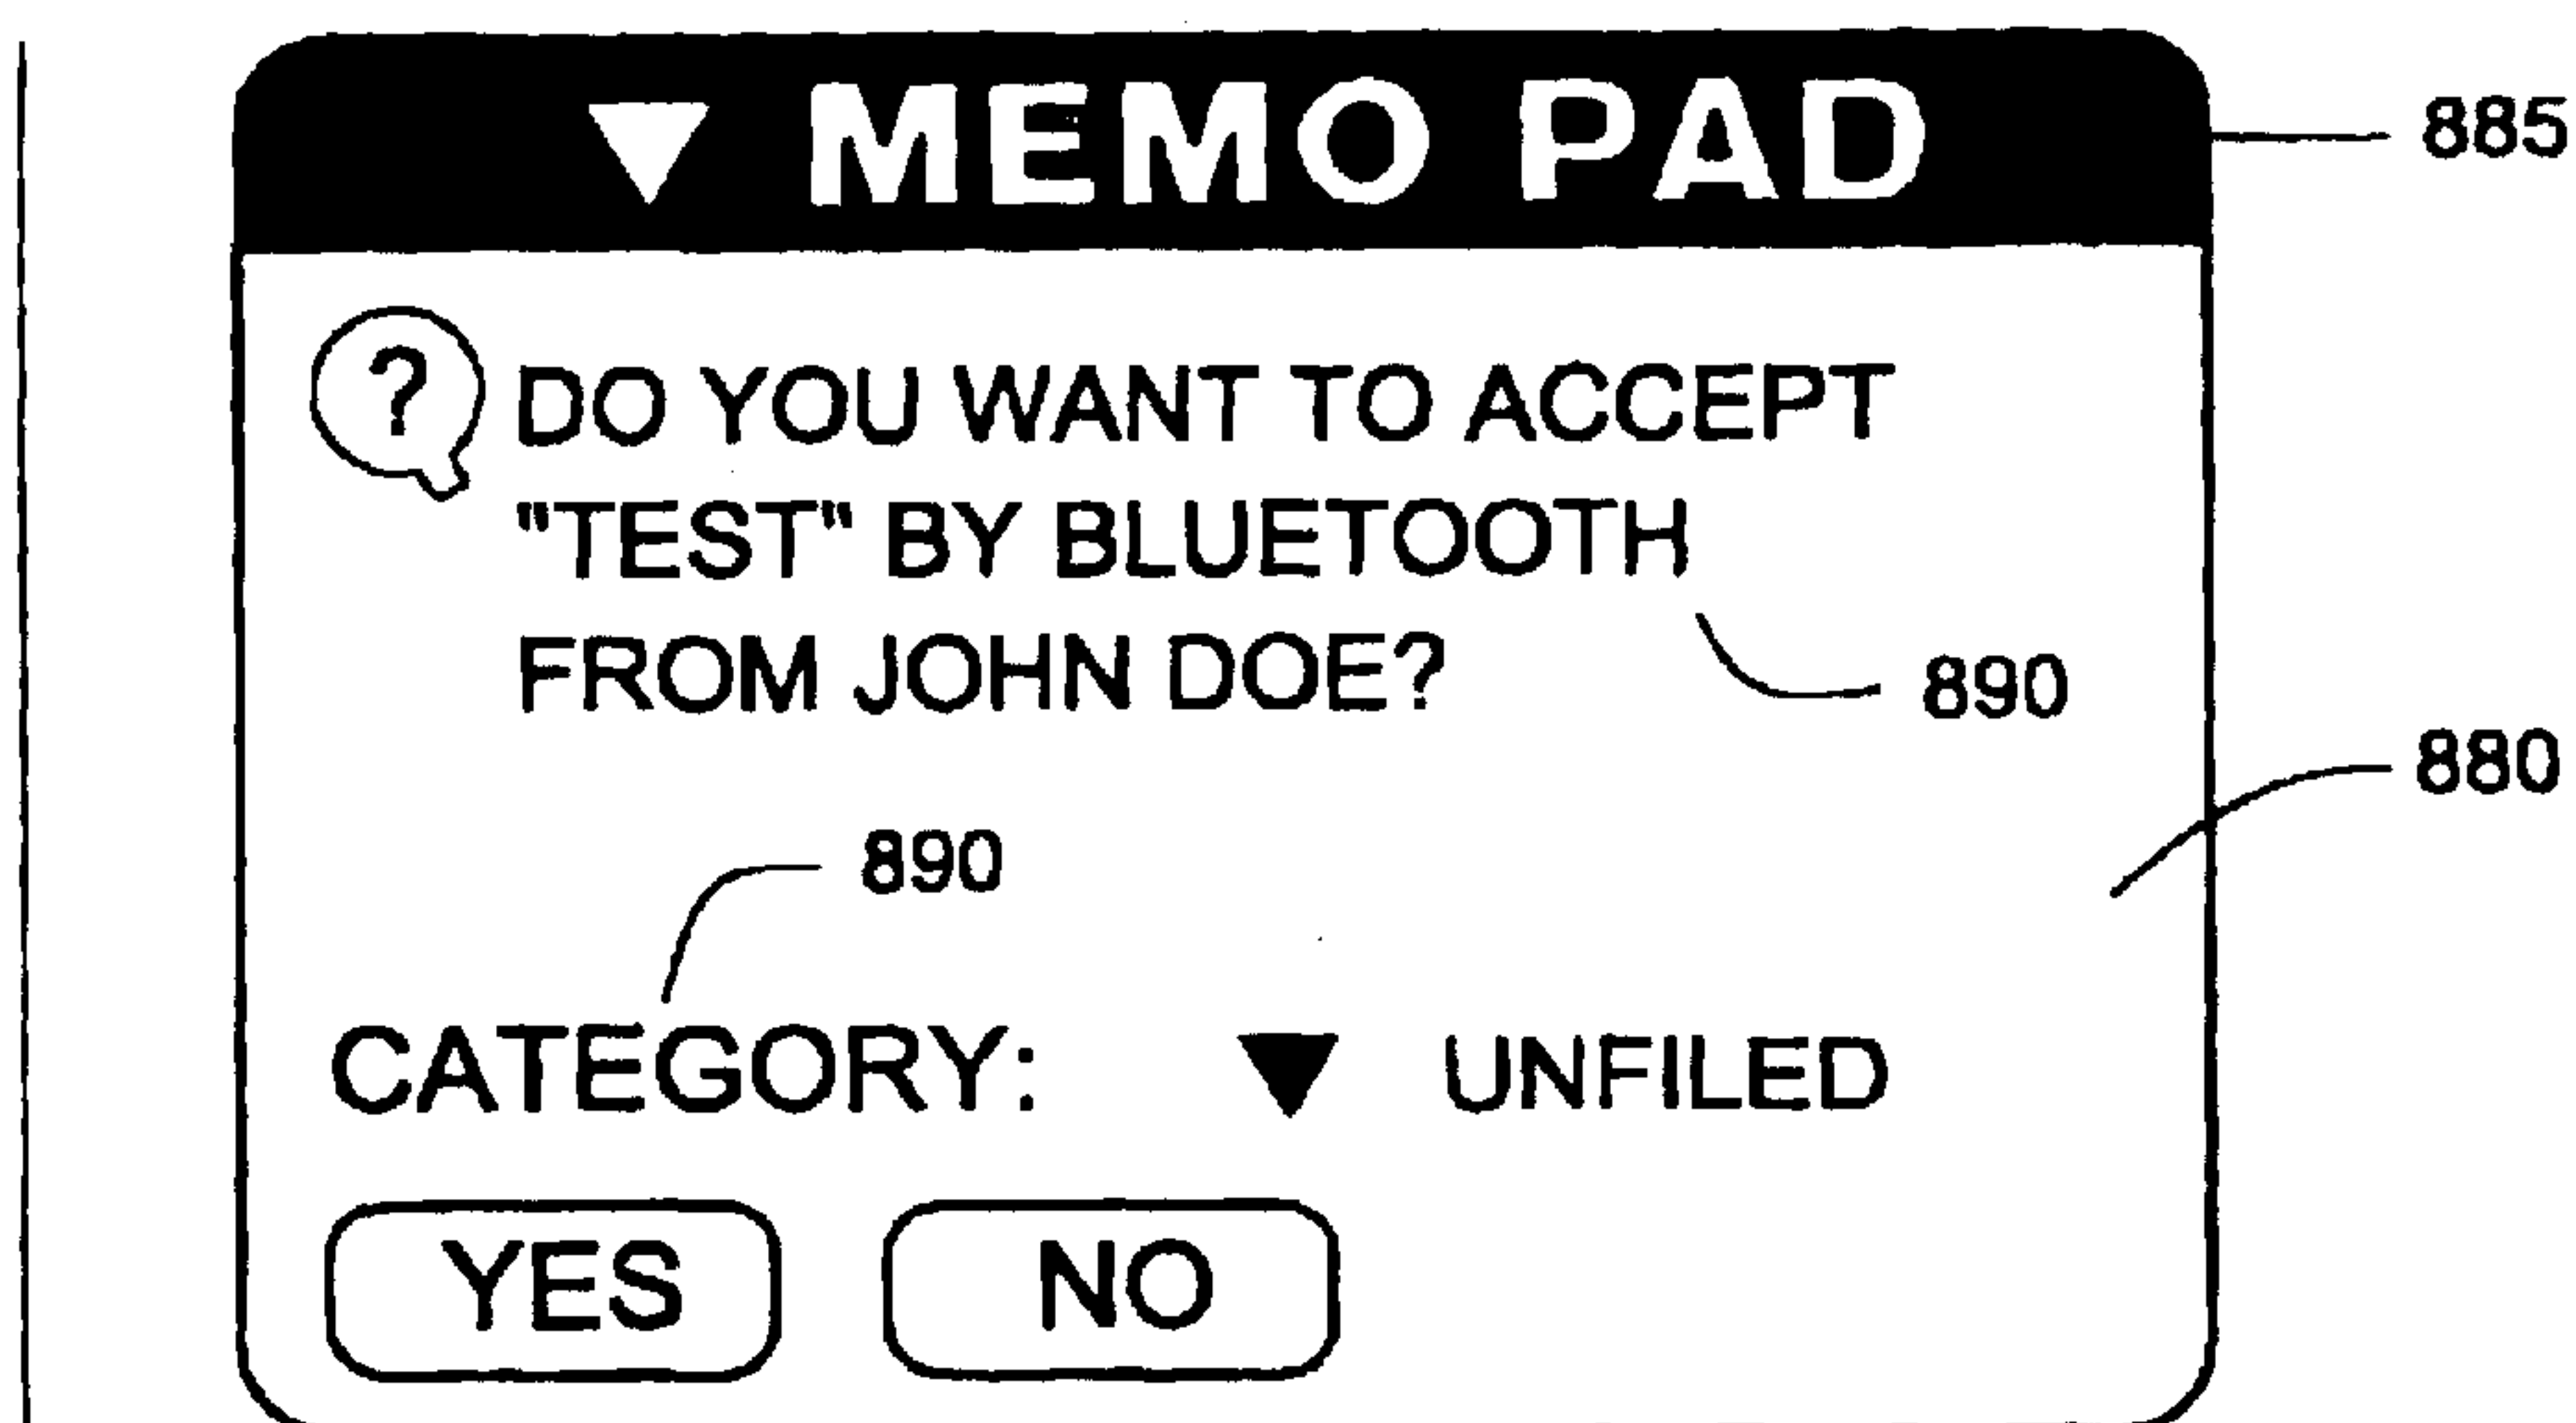 ▼ MEMO PAD
885
? DO YOU WANT TO ACCEPT
"TEST" BY BLUETOOTH
FROM JOHN DOE?
890
880
890
CATEGORY: ▼ UNFILED
YES NO